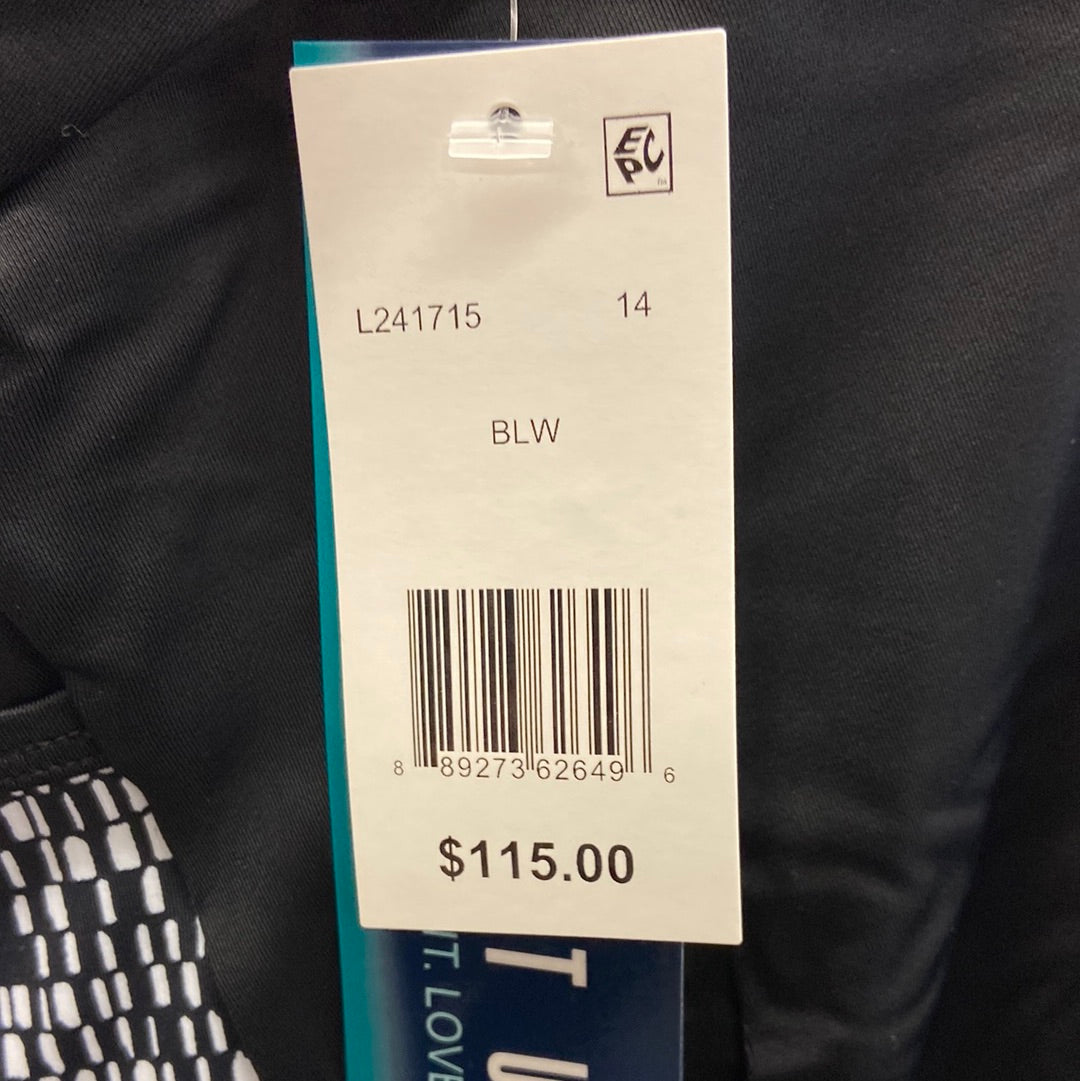 EPC
L241715 14
BLW
8 89273 62649 6
$115.00
T. LOVE
T U